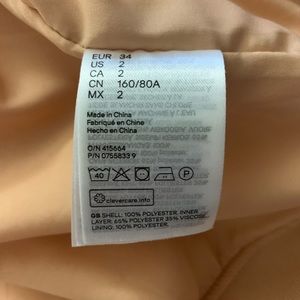 EUR 34
US 2
CA 2
CN 160/80A
MX 2
Made in China
Fabriqué en Chine
Hecho en China
O/N 415664
P/N 0755833 9
40
P
clevercare.info
GB SHELL: 100% POLYESTER, INNER
LAYER: 65% POLYESTER 35% VISCOSE,
LINING: 100% POLYESTER.